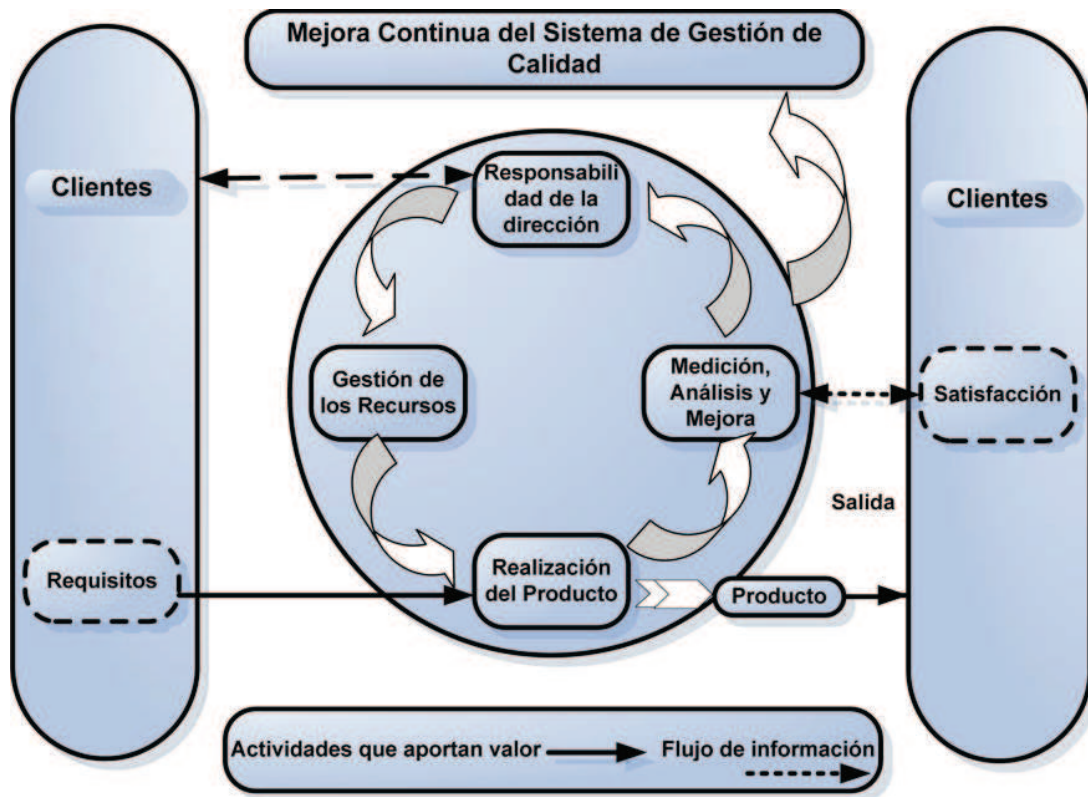 Mejora Continua del Sistema de Gestión de
Calidad
Clientes
Responsabili
dad de la
dirección
Clientes
Gestión de
los Recursos
Medición,
Análisis y
Mejora
Satisfacción
Salida
Requisitos
Realización
del Producto
Producto
Actividades que aportan valor
Flujo de información